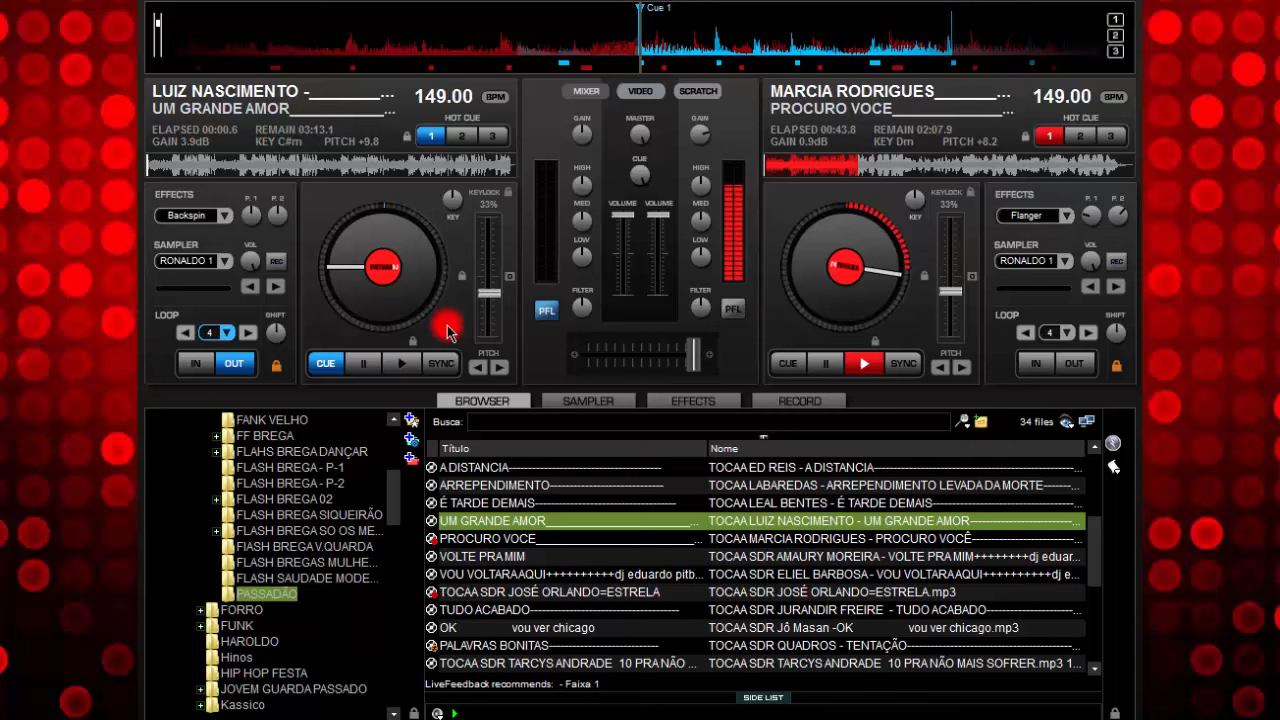 Cue 1
1
2
3
LUIZ NASCIMENTO -_________...
UM GRANDE AMOR____________...
149.00 BPM
HOT CUE
ELAPSED 00:00.6 REMAIN 03:13.1
GAIN 3.9dB KEY C#m PITCH +9.8
1 2 3
MIXER VIDEO SCRATCH
MARCIA RODRIGUES_________...
PROCURO VOCE____________...
149.00 BPM
HOT CUE
ELAPSED 00:43.8 REMAIN 02:07.9
GAIN 0.9dB KEY Dm PITCH +8.2
1 2 3
EFFECTS P. 1 P. 2
Backspin
SAMPLER VOL
RONALDO 1 REC
LOOP SHIFT
4
IN OUT
KEY
KEYLOCK
33%
CUE SYNC
PITCH
GAIN MASTER GAIN
HIGH CUE HIGH
MED VOLUME VOLUME MED
LOW LOW
FILTER FILTER
PFL PFL
KEY
KEYLOCK
33%
CUE SYNC
PITCH
EFFECTS P. 1 P. 2
Flanger
SAMPLER VOL
RONALDO 1 REC
LOOP SHIFT
4
IN OUT
BROWSER SAMPLER EFFECTS RECORD
FANK VELHO
FF BREGA
FLAHS BREGA DANÇAR
FLASH BREGA - P-1
FLASH BREGA - P-2
FLASH BREGA 02
FLASH BREGA SIQUEIRÃO
FLASH BREGA SO OS ME...
FlASH BREGA V.QUARDA
FLASH BREGAS MULHE...
FLASH SAUDADE MODE...
PASSADÃO
FORRO
FUNK
HAROLDO
Hinos
HIP HOP FESTA
JOVEM GUARDA PASSADO
Kassico
Busca: 34 files
Título Nome
A DISTANCIA------------------------------------- TOCAA ED REIS - A DISTANCIA--------------------------------------------------...
ARREPENDIMENTO--------------------------- TOCAA LABAREDAS - ARREPENDIMENTO LEVADA DA MORTE-------...
É TARDE DEMAIS---------------------------------- TOCAA LEAL BENTES - É TARDE DEMAIS------------------------------------...
UM GRANDE AMOR_________________________... TOCAA LUIZ NASCIMENTO - UM GRANDE AMOR---------------------------...
PROCURO VOCE___________________________... TOCAA MARCIA RODRIGUES - PROCURO VOCÊ---------------------------...
VOLTE PRA MIM TOCAA SDR AMAURY MOREIRA - VOLTE PRA MIM++++++++dj eduar...
VOU VOLTARAAQUI++++++++++dj eduardo pitb... TOCAA SDR ELIEL BARBOSA - VOU VOLTARAAQUI++++++++++dj e...
TOCAA SDR JOSÉ ORLANDO=ESTRELA TOCAA SDR JOSÉ ORLANDO=ESTRELA.mp3
TUDO ACABADO---------------------------------- TOCAA SDR JURANDIR FREIRE - TUDO ACABADO------------------------...
OK vou ver chicago TOCAA SDR Jô Masan -OK vou ver chicago.mp3
PALAVRAS BONITAS--------------------------- TOCAA SDR QUADROS - TENTAÇÃO-----------------------------------------...
TOCAA SDR TARCYS ANDRADE 10 PRA NÃO ... TOCAA SDR TARCYS ANDRADE 10 PRA NÃO MAIS SOFRER.mp3 1...
LiveFeedback recommends: - Faixa 1
SIDE LIST